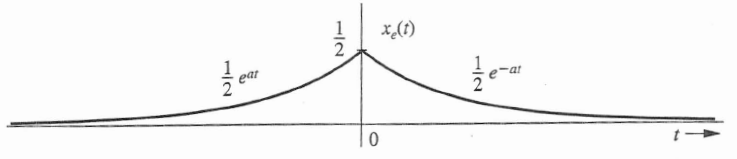 1/2
x_e(t)
1/2 e^{at}
1/2 e^{-at}
0
t →